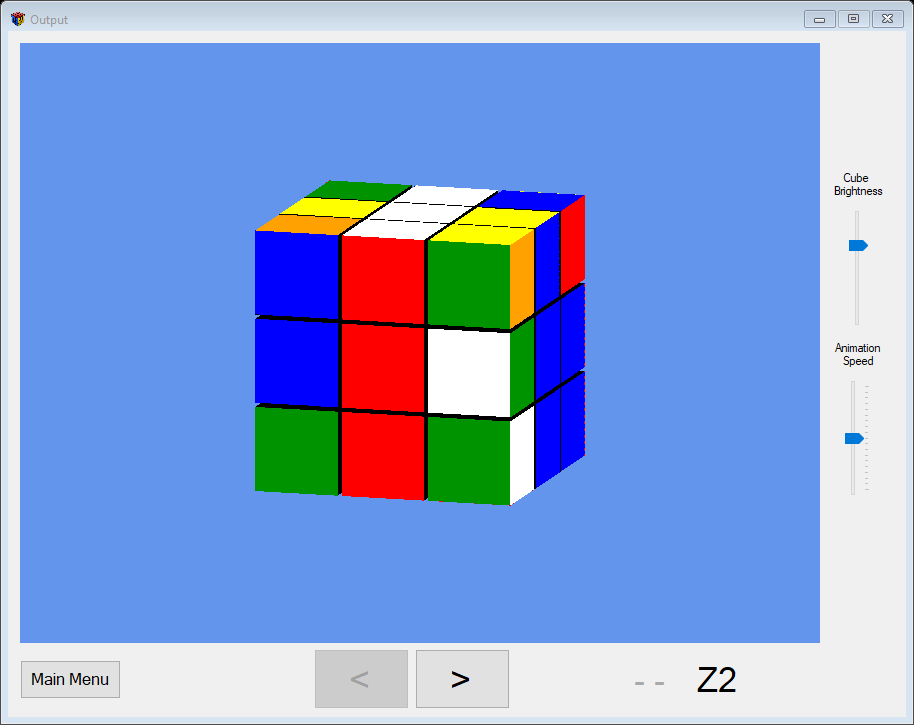 Output
Cube
Brightness
Animation
Speed
Main Menu
<
>
- -
Z2